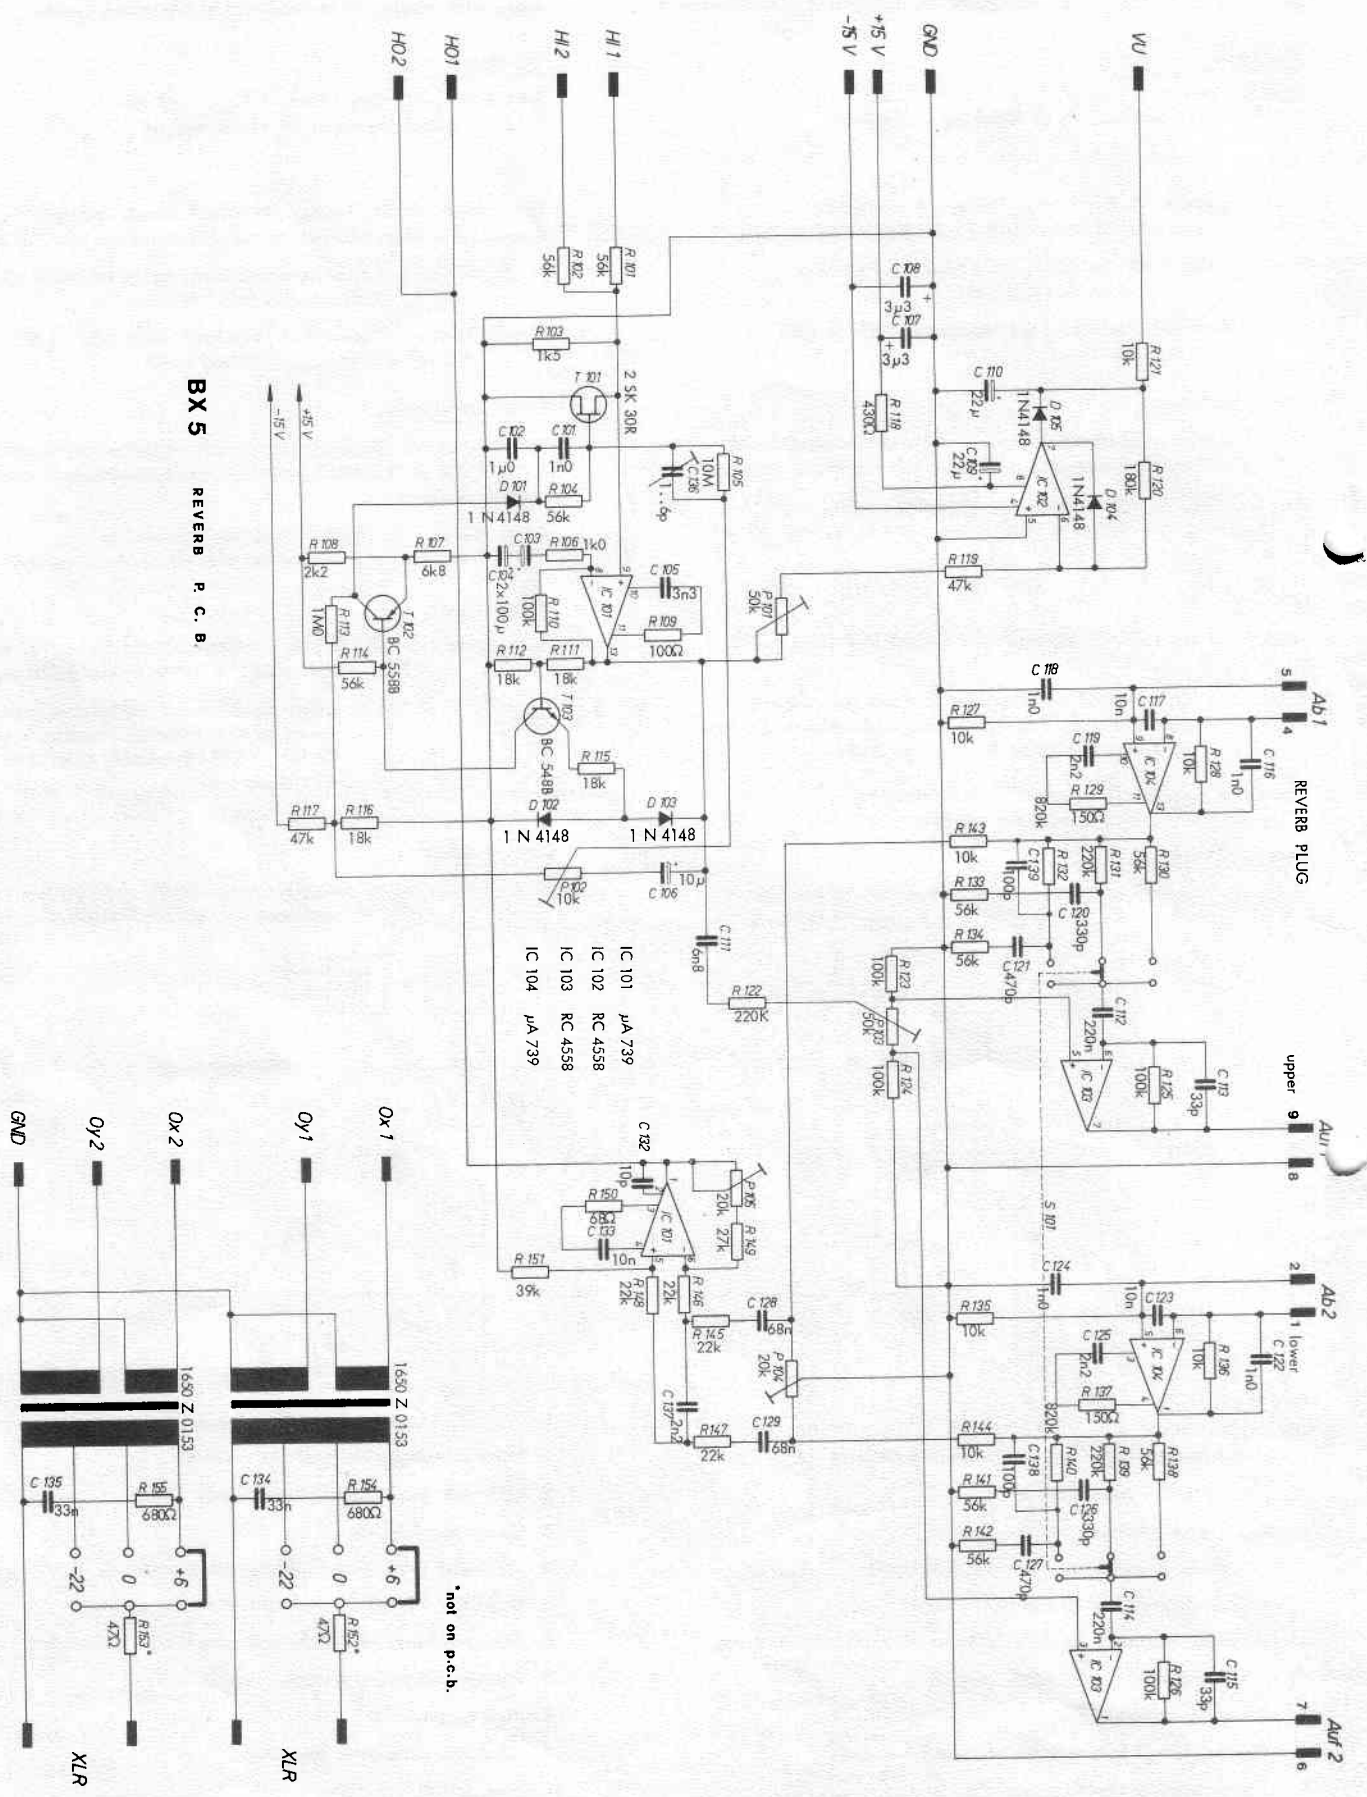 HO2
HO1
HI2
HI1
-15 V
+15 V
GND
VU
R 101
56k
R 102
56k
C 108
3µ3
C 107
3µ3
R 121
10k
R 103
1k5
T 101
2 SK 30R
C 110
22µ
D 105
1N4148
R 118
430Ω
C 109
22µ
IC 102
D 104
1N4148
R 120
180k
C 102
1µ0
C 101
1n0
R 105
10M
C 136
1..6p
D 101
1 N 4148
R 104
56k
-15 V
+15 V
BX 5 REVERB P. C. B.
R 108
2k2
R 107
6k8
C 104
C 103
2x100µ
R 106
1k0
C 105
3n3
IC 101
R 109
100Ω
R 110
100k
P 101
50k
R 119
47k
R 113
1M0
T 102
BC 558B
R 114
56k
R 112
18k
R 111
18k
T 103
BC 548B
R 115
18k
D 102
1 N 4148
D 103
1 N 4148
R 117
47k
R 116
18k
P 102
10k
C 106
10µ
C 118
1n0
C 117
10n
5
4
Ab 1
REVERB PLUG
R 127
10k
C 119
2n2
IC 104
R 128
10k
C 116
1n0
R 129
150Ω
820k
R 143
10k
C 139
100p
R 132
R 131
220k
R 130
56k
R 133
56k
C 120
330p
R 134
56k
C 121
470p
C 111
6n8
R 122
220K
R 123
100k
P 103
50k
R 124
100k
C 112
220n
IC 103
R 125
100k
C 113
33p
upper
9
8
IC 101 µA 739
IC 102 RC 4558
IC 103 RC 4558
IC 104 µA 739
S 101
C 132
10p
P 105
20k
R 149
27k
R 150
68Ω
C 133
10n
IC 101
R 151
39k
R 148
22k
R 146
22k
R 145
22k
C 128
68n
P 104
20k
C 137
2n2
R 147
22k
C 129
68n
C 124
1n0
C 123
10n
2
1
Ab2
lower
R 135
10k
C 125
2n2
IC 104
R 136
10k
C 122
1n0
R 137
150Ω
820k
R 144
10k
C 138
100p
R 140
R 139
220k
R 138
56k
R 141
56k
C 126
330p
R 142
56k
C 127
470p
C 114
220n
IC 103
R 126
100k
C 115
33p
7
6
Auf 2
GND
Oy2
Ox 2
Oy1
Ox 1
1650 Z 0153
1650 Z 0153
C 135
33n
R 155
680Ω
C 134
33n
R 154
680Ω
-22
0
+6
-22
0
+6
R 153*
47Ω
R 152*
47Ω
*not on p.c.b.
XLR
XLR